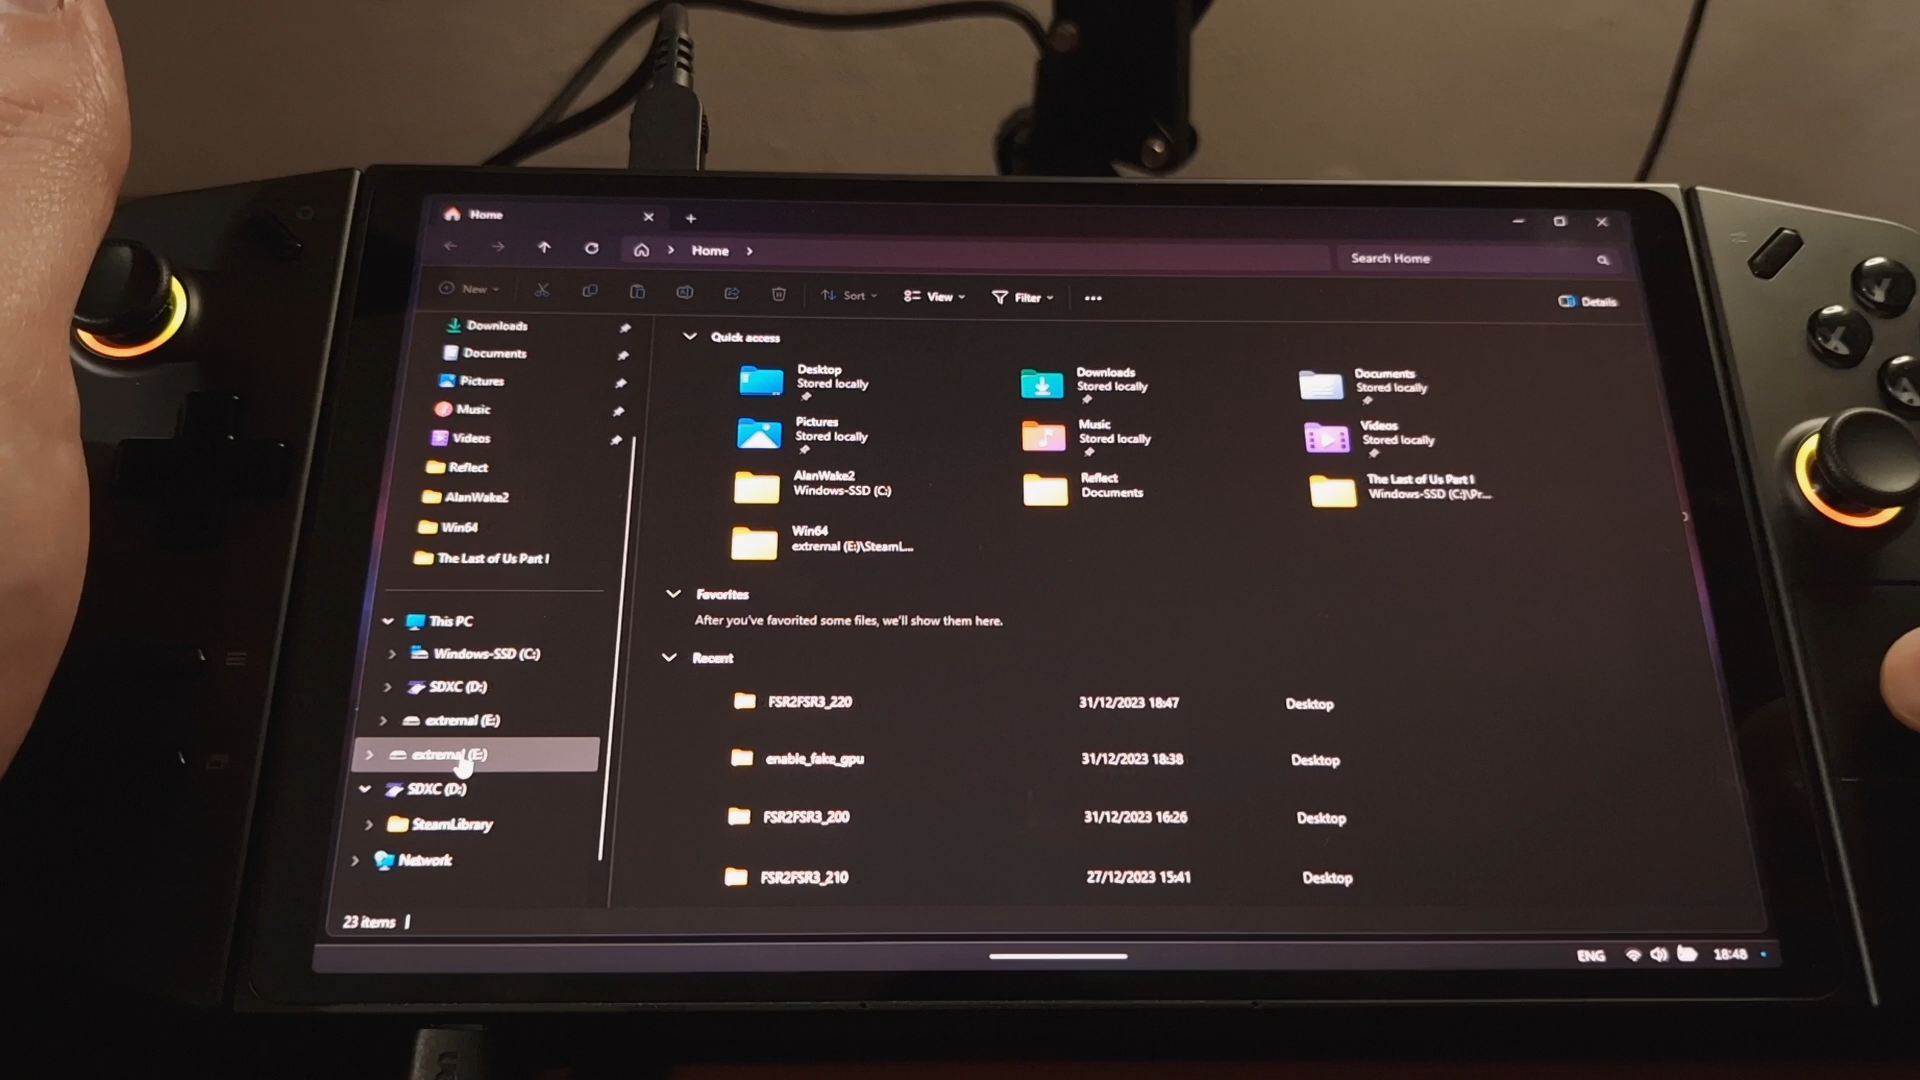 Home
Home
Search Home
New
Sort
View
Filter
Details
Downloads
Documents
Pictures
Music
Videos
Reflect
AlanWake2
Win64
The Last of Us Part I
This PC
Windows-SSD (C:)
SDXC (D:)
extremal (E:)
extremal (E:)
SDXC (D:)
SteamLibrary
Network
23 items
Quick access
Desktop
Stored locally
Downloads
Stored locally
Documents
Stored locally
Pictures
Stored locally
Music
Stored locally
Videos
Stored locally
AlanWake2
Windows-SSD (C:)
Reflect
Documents
The Last of Us Part I
Windows-SSD (C:)\Pr...
Win64
extremal (E:)\SteamL...
Favorites
After you've favorited some files, we'll show them here.
Recent
FSR2FSR3_220 31/12/2023 18:47 Desktop
enable_fake_gpu 31/12/2023 18:38 Desktop
FSR2FSR3_200 31/12/2023 16:26 Desktop
FSR2FSR3_210 27/12/2023 15:41 Desktop
ENG
18:48
Y
X
A